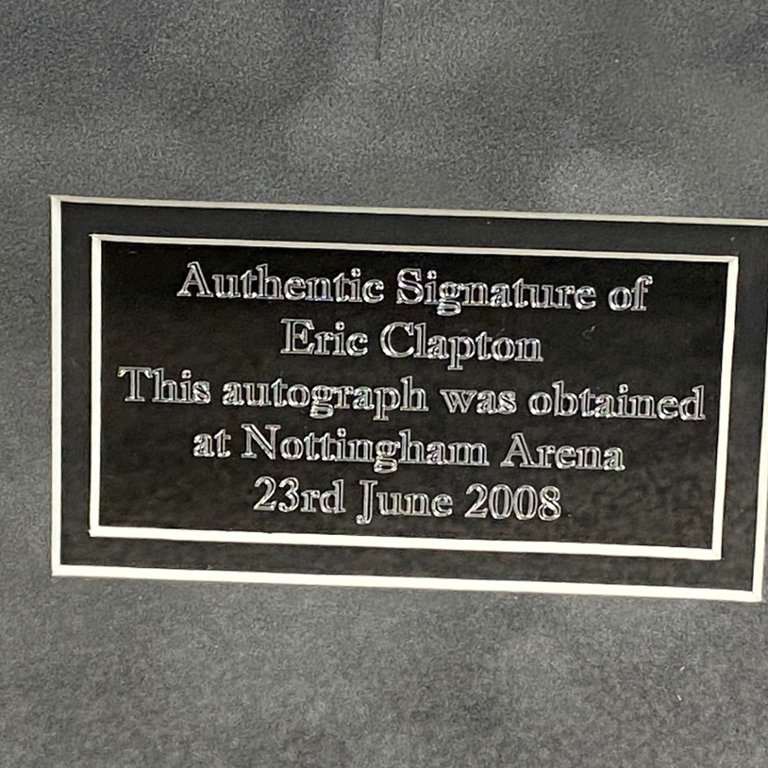 Authentic Signature of
Eric Clapton
This autograph was obtained
at Nottingham Arena
23rd June 2008